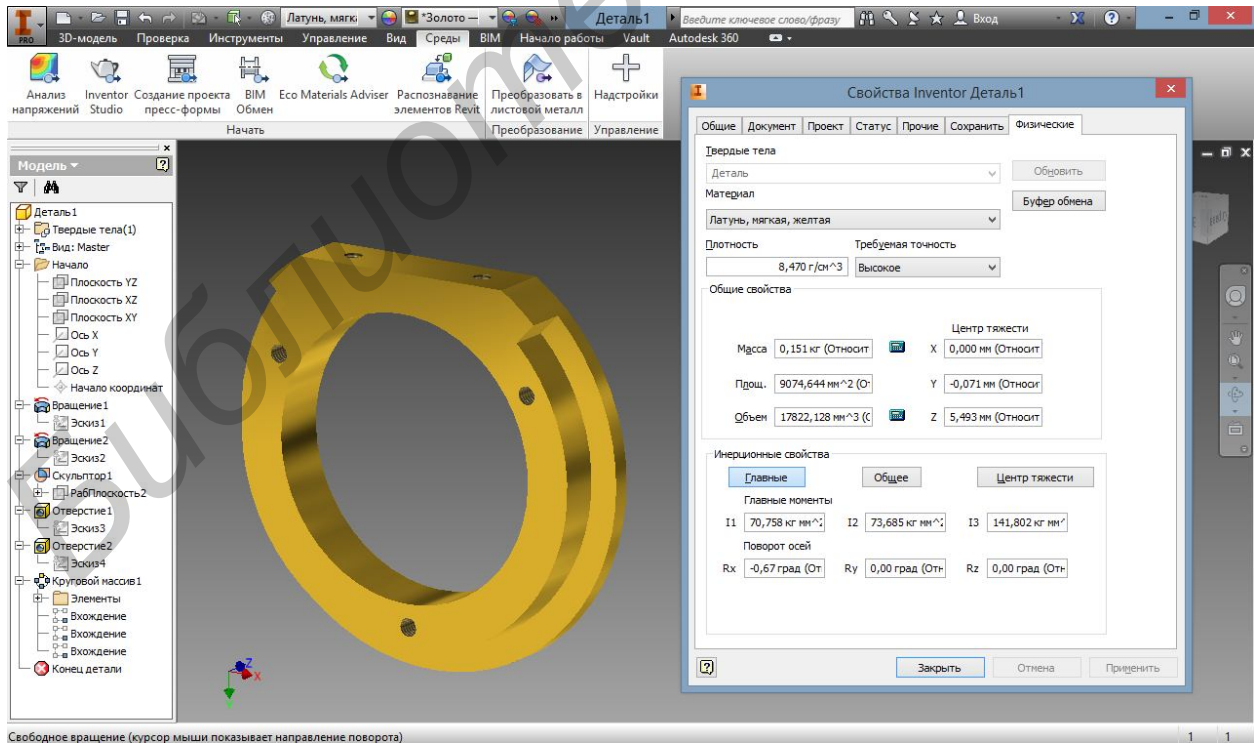 PRO
Латунь, мягка
*Золото —
Деталь1
Введите ключевое слово/фразу
Вход
3D-модель Проверка Инструменты Управление Вид Среды BIM Начало работы Vault Autodesk 360
Анализ напряжений
Inventor Studio
Создание проекта пресс-формы
BIM Обмен
Eco Materials Adviser
Распознавание элементов Revit
Преобразовать в листовой металл
Надстройки
Начать
Преобразование
Управление
Модель
Деталь1
Твердые тела(1)
Вид: Master
Начало
Плоскость YZ
Плоскость XZ
Плоскость XY
Ось X
Ось Y
Ось Z
Начало координат
Вращение1
Эскиз1
Вращение2
Эскиз2
Скульптор1
РабПлоскость2
Отверстие1
Эскиз3
Отверстие2
Эскиз4
Круговой массив1
Элементы
Вхождение
Вхождение
Вхождение
Конец детали
Z
X
Y
Библиоте
Свойства Inventor Деталь1
Общие Документ Проект Статус Прочие Сохранить Физические
Твердые тела
Деталь
Обновить
Материал
Буфер обмена
Латунь, мягкая, желтая
Плотность Требуемая точность
8,470 г/см^3 Высокое
Общие свойства
Центр тяжести
Масса 0,151 кг (Относит X 0,000 мм (Относит
Площ. 9074,644 мм^2 (О Y -0,071 мм (Относит
Объем 17822,128 мм^3 (С Z 5,493 мм (Относит
Инерционные свойства
Главные Общее Центр тяжести
Главные моменты
I1 70,758 кг мм^2 I2 73,685 кг мм^2 I3 141,802 кг мм^
Поворот осей
Rx -0,67 град (От Ry 0,00 град (Отн Rz 0,00 град (Отн
Закрыть Отмена Применить
Свободное вращение (курсор мыши показывает направление поворота)
1 1